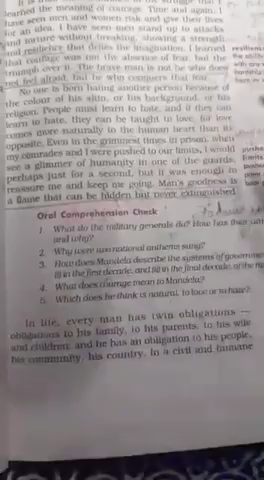 learned the meaning of courage. Time and again, I
have seen men and women risk and give their lives
for an idea. I have seen men stand up to attacks
and torture without breaking, showing a strength
and resilience that defies the imagination. I learned
that courage was not the absence of fear, but the
triumph over it. The brave man is not he who does
not feel afraid, but he who conquers that
No one is born hating another person because of
the colour of his skin, or his background, or his
religion. People must learn to hate, and if they can
learn to hate, they can be taught to love, for love
comes more naturally to the human heart than its
opposite. Even in the grimmest times in prison, when
my comrades and I were pushed to our limits, I would
see a glimmer of humanity in one of the guards,
perhaps just for a second, but it was enough to
reassure me and keep me going. Man's goodness is
a flame that can be hidden but never extinguished.
Oral Comprehension Check
1. What do the military generals do? How has their
and why?
2. Why were two national anthems sung?
3. How does Mandela describe the systems of government
(i) in the first decade, and (ii) in the final decade, of the
4. What does courage mean to Mandela?
5. Which does he think is natural, to love or to hate?
In life, every man has twin obligations —
obligations to his family, to his parents, to his wife
and children; and he has an obligation to his people,
his community, his country. In a civil and humane